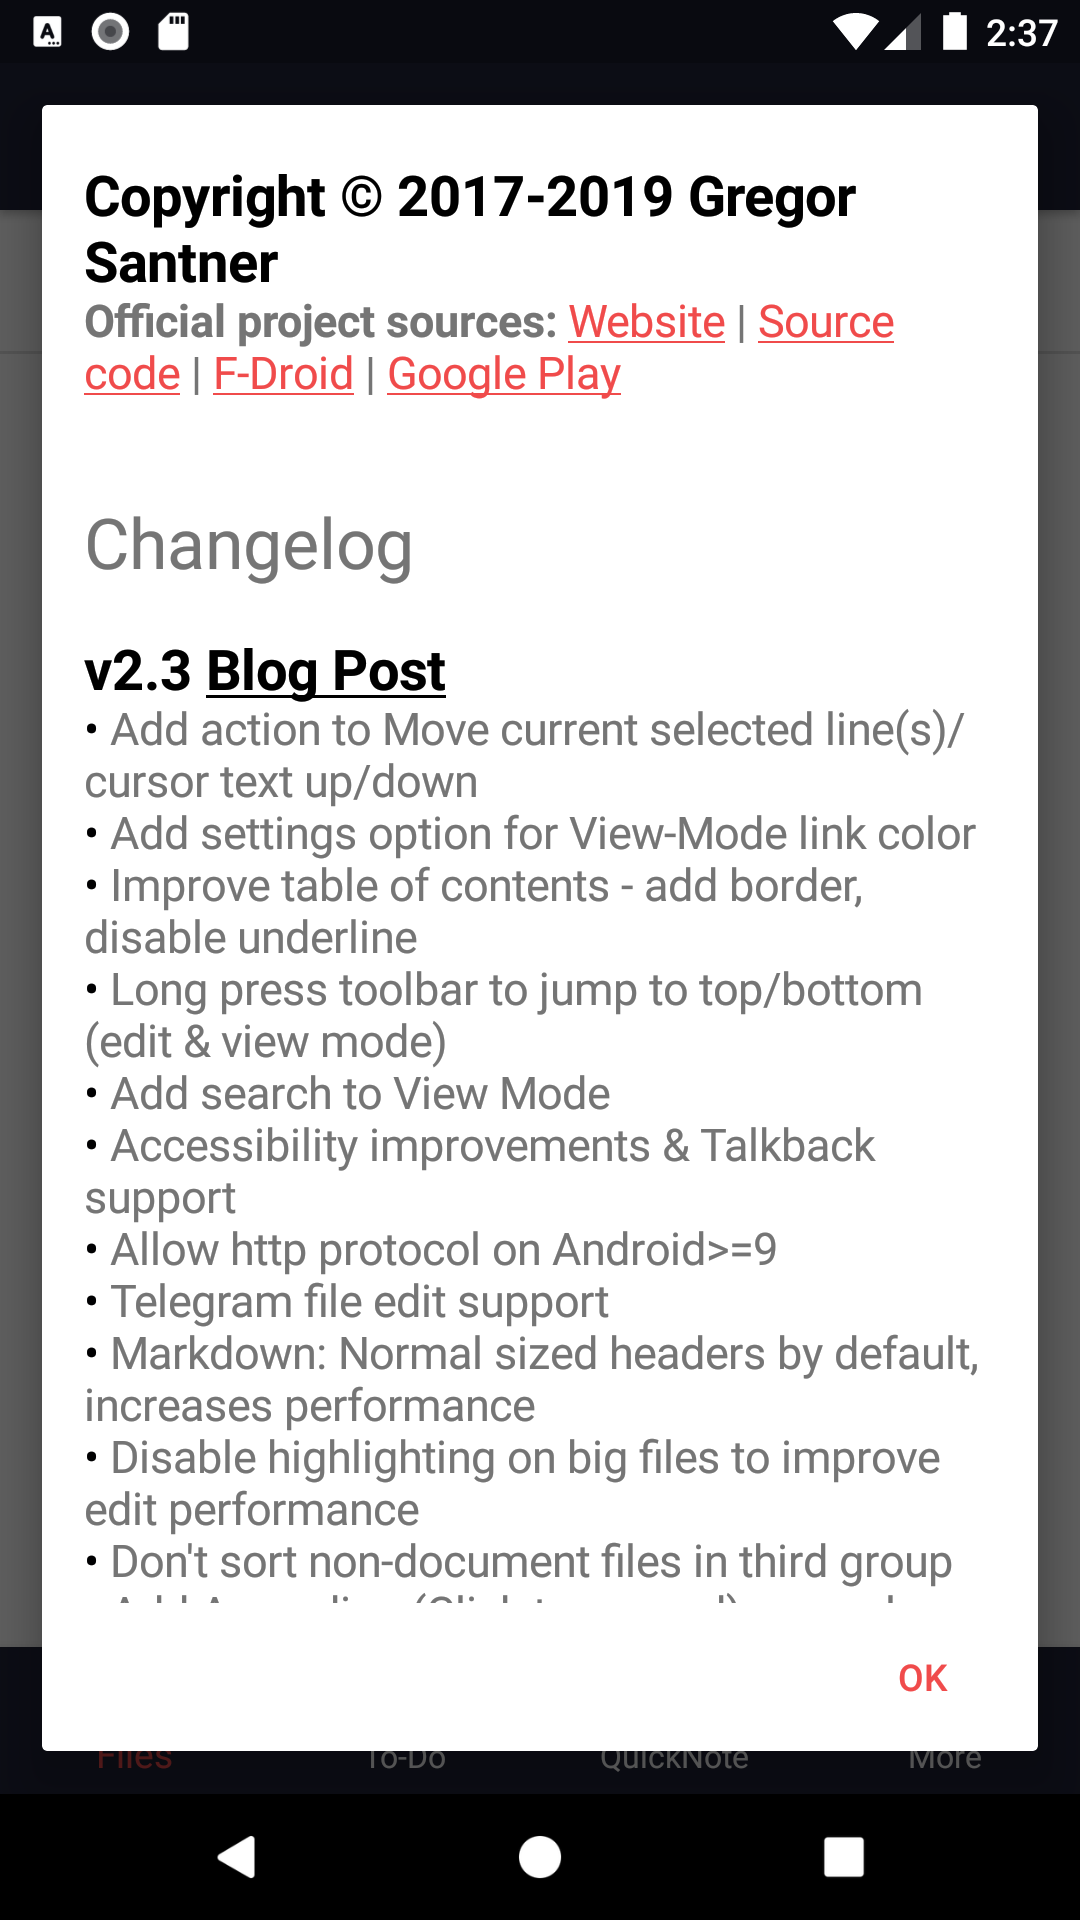 2:37
Copyright © 2017-2019 Gregor
Santner
Official project sources: Website | Source
code | F-Droid | Google Play
Changelog
v2.3 Blog Post
• Add action to Move current selected line(s)/
cursor text up/down
• Add settings option for View-Mode link color
• Improve table of contents - add border,
disable underline
• Long press toolbar to jump to top/bottom
(edit & view mode)
• Add search to View Mode
• Accessibility improvements & Talkback
support
• Allow http protocol on Android>=9
• Telegram file edit support
• Markdown: Normal sized headers by default,
increases performance
• Disable highlighting on big files to improve
edit performance
• Don't sort non-document files in third group
OK
Files To-Do QuickNote More